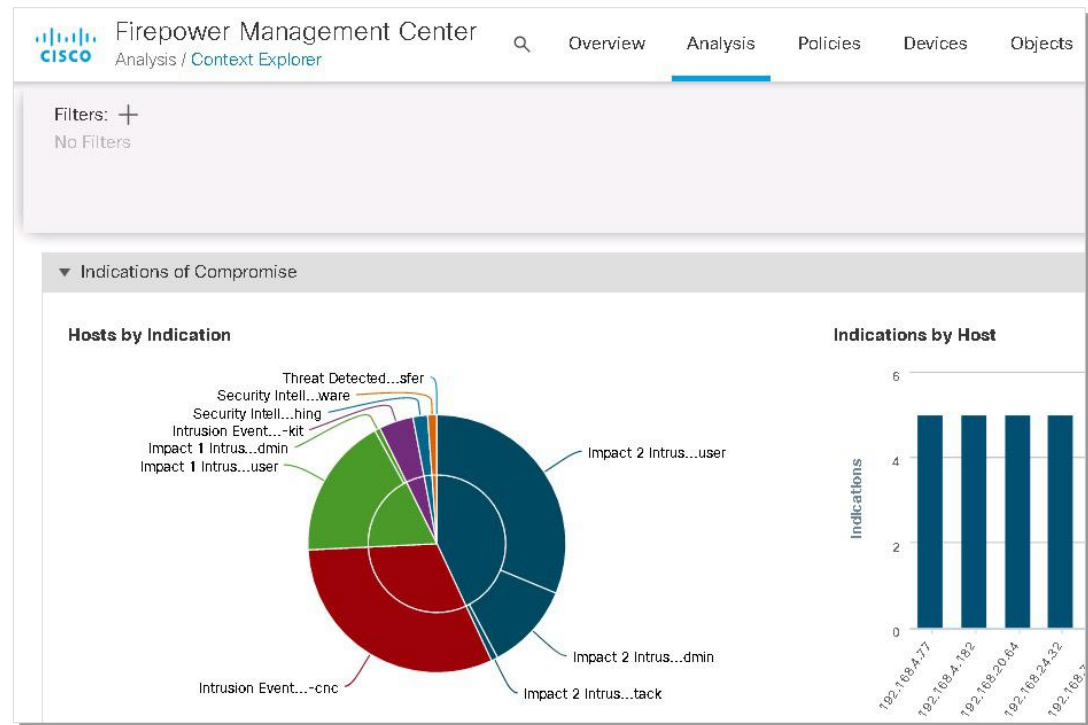 CISCO
Firepower Management Center
Analysis / Context Explorer
Overview
Analysis
Policies
Devices
Objects
Filters:
No Filters
Indications of Compromise
Hosts by Indication
Threat Detected...sfer
Security Intell...ware
Security Intell...hing
Intrusion Event...-kit
Impact 1 Intrus...dmin
Impact 1 Intrus...user
Impact 2 Intrus...user
Impact 2 Intrus...dmin
Impact 2 Intrus...tack
Intrusion Event...-cnc
Indications by Host
Indications
6
4
2
0
192.168.4.77
192.168.4.182
192.168.20.64
192.168.24.32